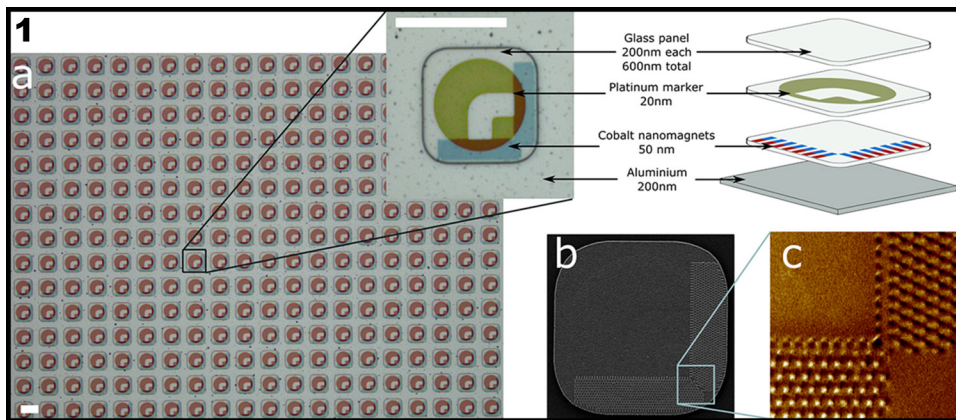 1
a
Glass panel
200nm each
600nm total
Platinum marker
20nm
Cobalt nanomagnets
50 nm
Aluminium
200nm
b
c